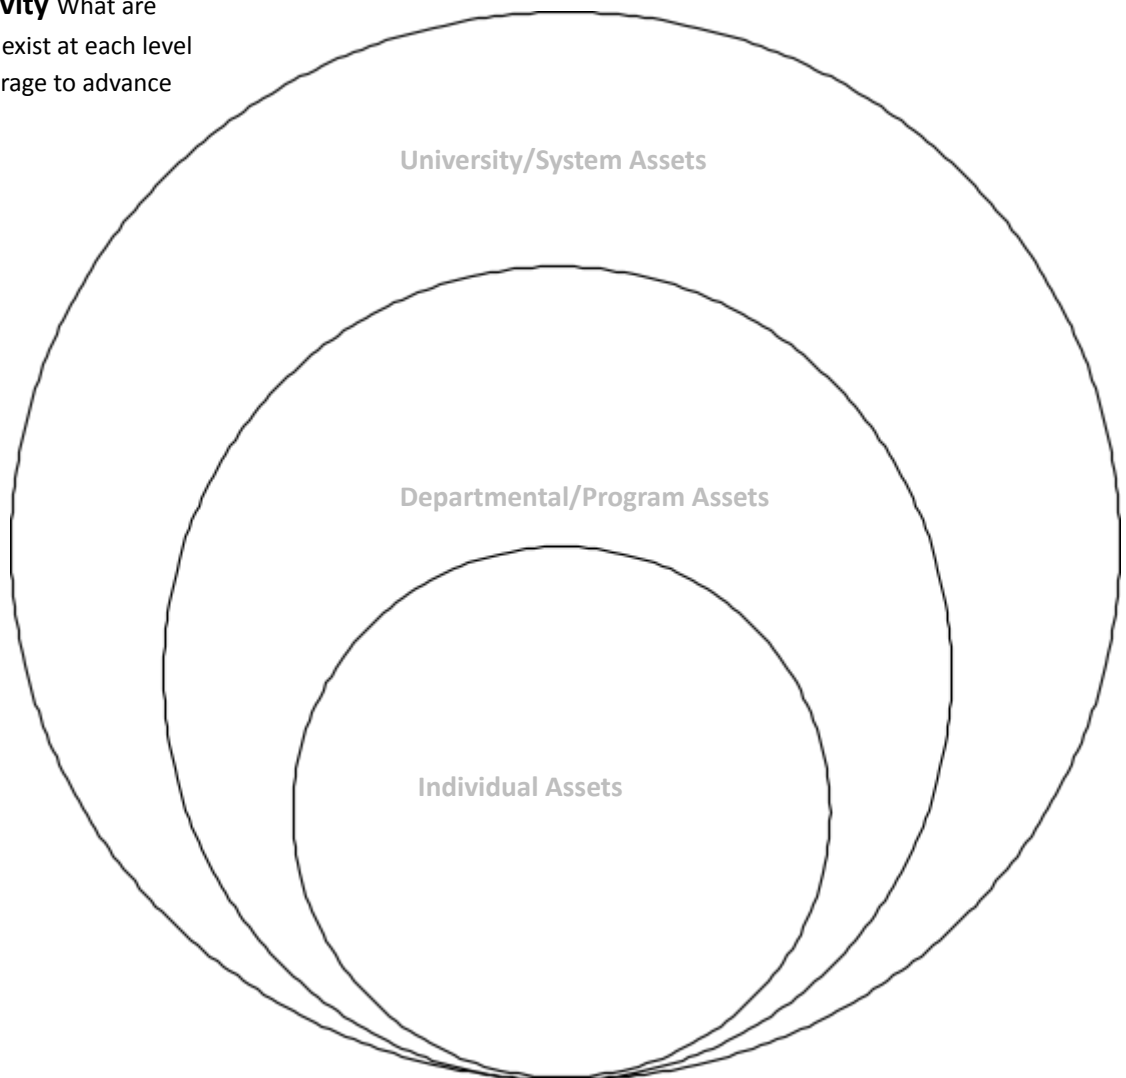 vity What are
exist at each level
rage to advance
University/System Assets
Departmental/Program Assets
Individual Assets